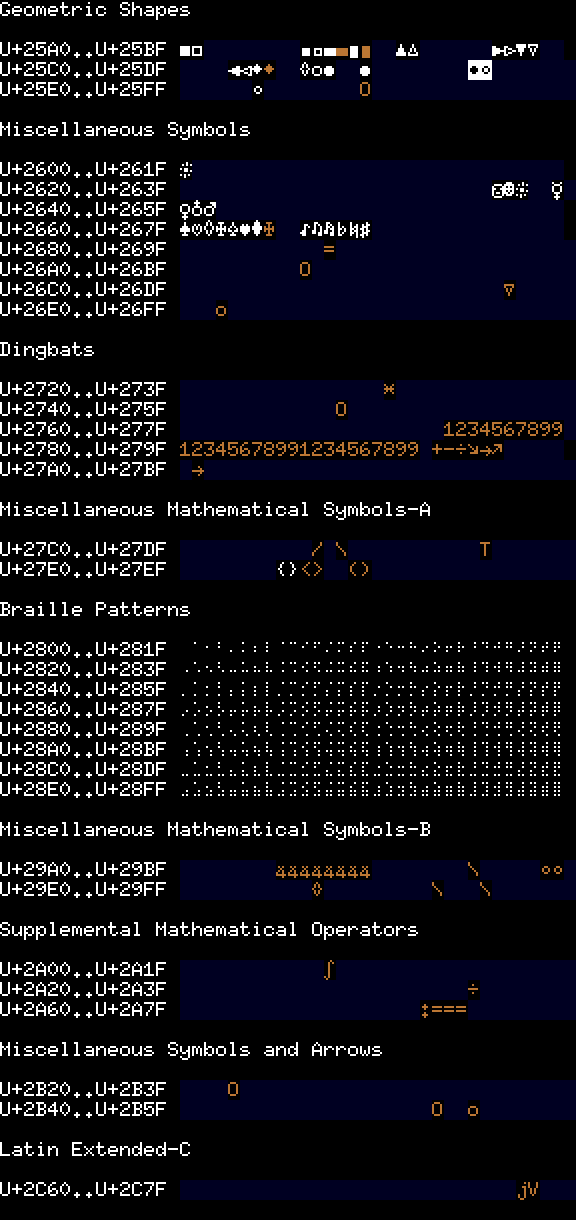 Geometric Shapes
U+25A0..U+25BF ■□ ▪▫▬▭▮▯ ▲△ ►▻▼▽
U+25C0..U+25DF ◄◅◆◇ ◊○◌ ● ◘◙
U+25E0..U+25FF ◦ O
Miscellaneous Symbols
U+2600..U+261F ☼
U+2620..U+263F ☺☻☼ ☿
U+2640..U+265F ♀♁♂
U+2660..U+267F ♠♡♢♣♤♥♦♧ ♪♫♬♭♮♯
U+2680..U+269F =
U+26A0..U+26BF O
U+26C0..U+26DF ▽
U+26E0..U+26FF o
Dingbats
U+2720..U+273F *
U+2740..U+275F O
U+2760..U+277F 1234567899
U+2780..U+279F 12345678991234567899 +−÷↘→↗
U+27A0..U+27BF →
Miscellaneous Mathematical Symbols-A
U+27C0..U+27DF / \ T
U+27E0..U+27EF ⟨⟩<> ()
Braille Patterns
U+2800..U+281F
U+2820..U+283F
U+2840..U+285F
U+2860..U+287F
U+2880..U+289F
U+28A0..U+28BF
U+28C0..U+28DF
U+28E0..U+28FF
Miscellaneous Mathematical Symbols-B
U+29A0..U+29BF \ oo
U+29E0..U+29FF ◊ \ \
Supplemental Mathematical Operators
U+2A00..U+2A1F ∫
U+2A20..U+2A3F ÷
U+2A60..U+2A7F ===
Miscellaneous Symbols and Arrows
U+2B20..U+2B3F O
U+2B40..U+2B5F O o
Latin Extended-C
U+2C60..U+2C7F jV